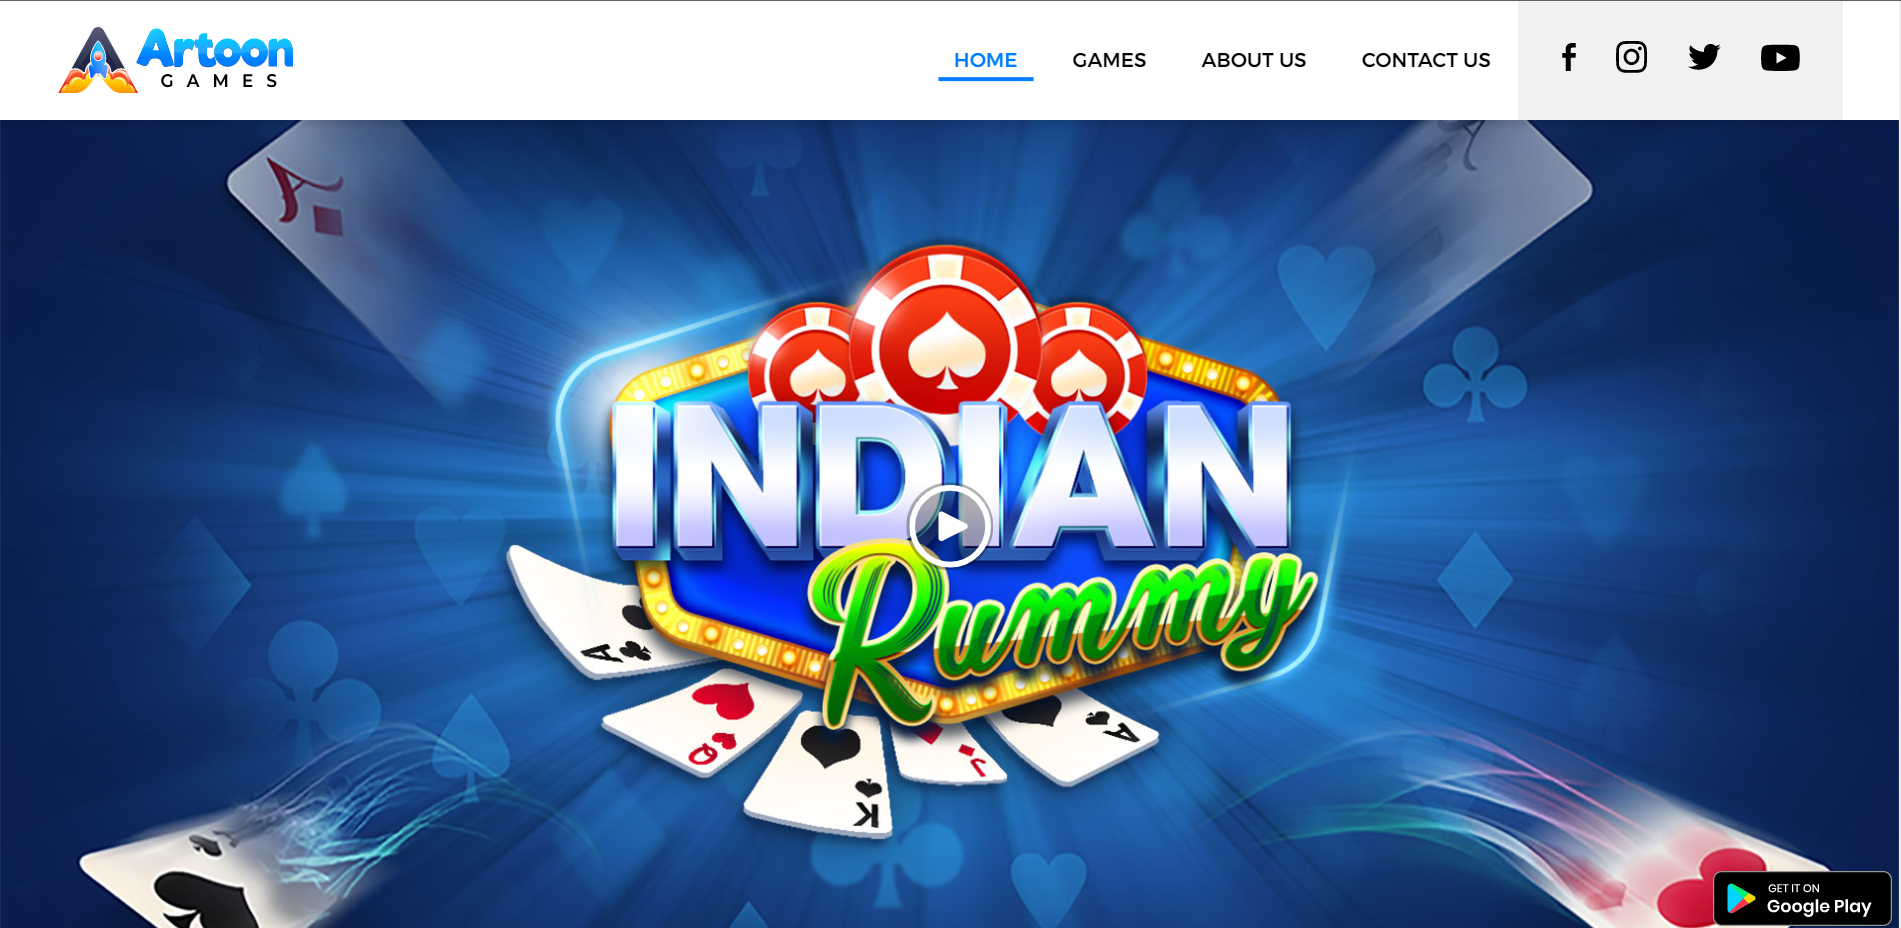 Artoon
GAMES
HOME
GAMES
ABOUT US
CONTACT US
A
A
INDIAN
Rummy
A
Q
K
J
A
GET IT ON
Google Play